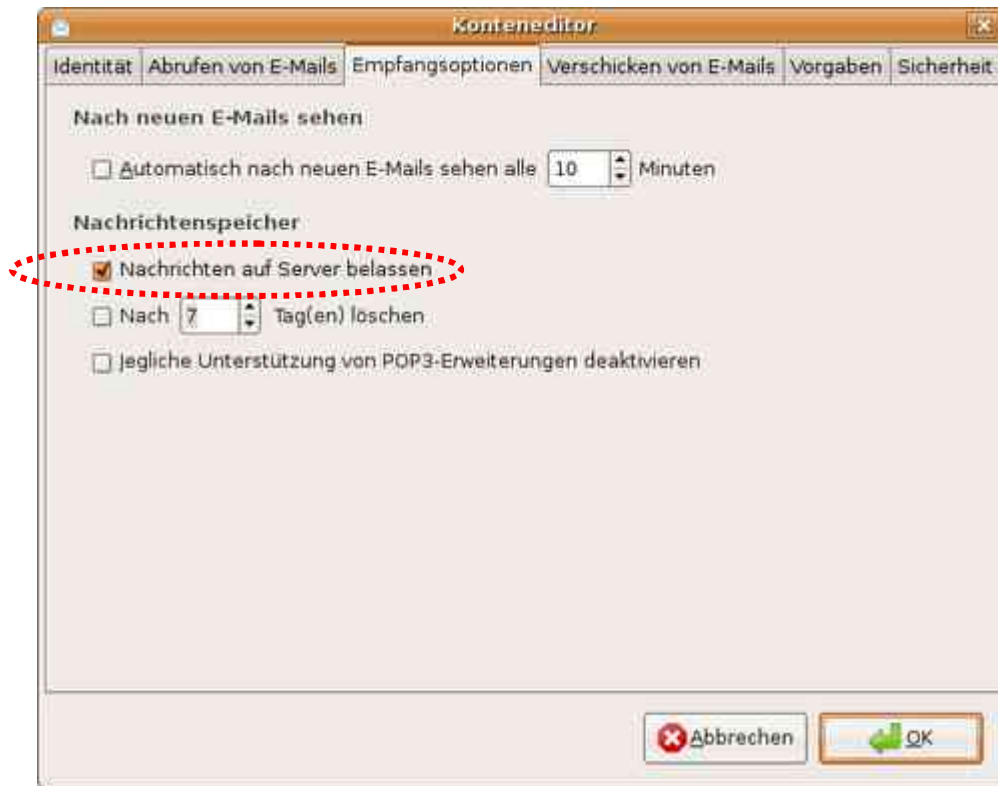 Konteneditor
Identität Abrufen von E-Mails Empfangsoptionen Verschicken von E-Mails Vorgaben Sicherheit
Nach neuen E-Mails sehen
Automatisch nach neuen E-Mails sehen alle 10 Minuten
Nachrichtenspeicher
Nachrichten auf Server belassen
Nach 7 Tag(en) löschen
Jegliche Unterstützung von POP3-Erweiterungen deaktivieren
Abbrechen OK